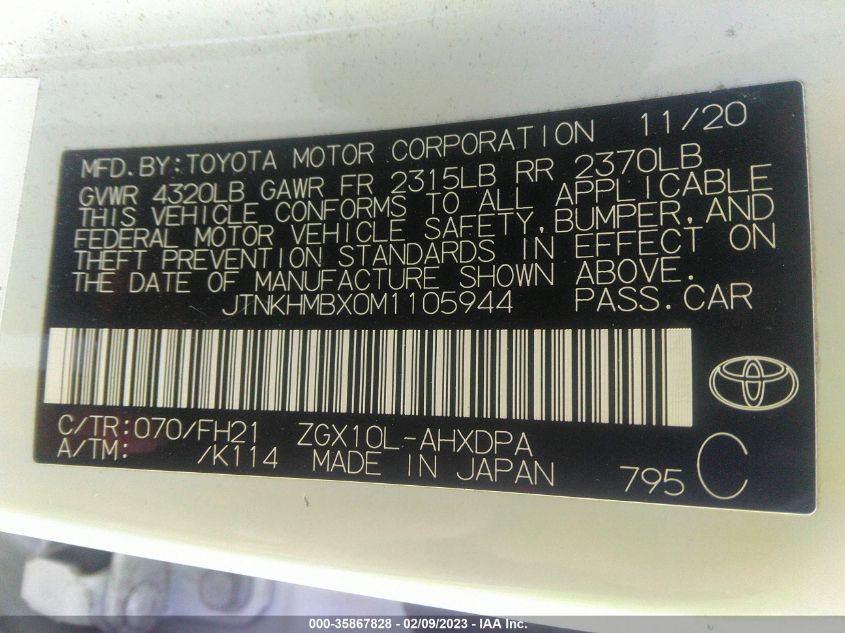 MFD.BY:TOYOTA MOTOR CORPORATION 11/20
GVWR 4320LB GAWR FR 2315LB RR 2370LB
THIS VEHICLE CONFORMS TO ALL APPLICABLE
FEDERAL MOTOR VEHICLE SAFETY,BUMPER,AND
THEFT PREVENTION STANDARDS IN EFFECT ON
THE DATE OF MANUFACTURE SHOWN ABOVE.
JTNKHMBX0M1105944 PASS.CAR
C/TR:070/FH21 ZGX10L-AHXDPA
A/TM: /K114 MADE IN JAPAN 795 C
000-35867828 - 02/09/2023 - IAA Inc.